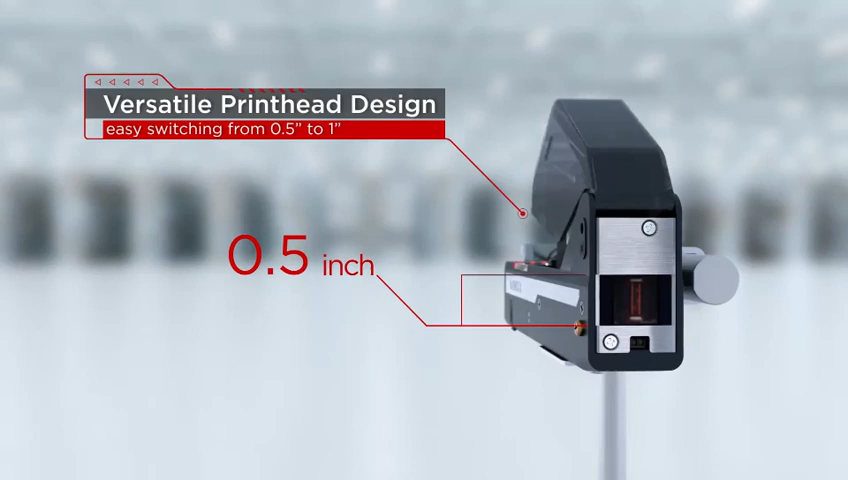 Versatile Printhead Design
easy switching from 0.5” to 1”
0.5 inch